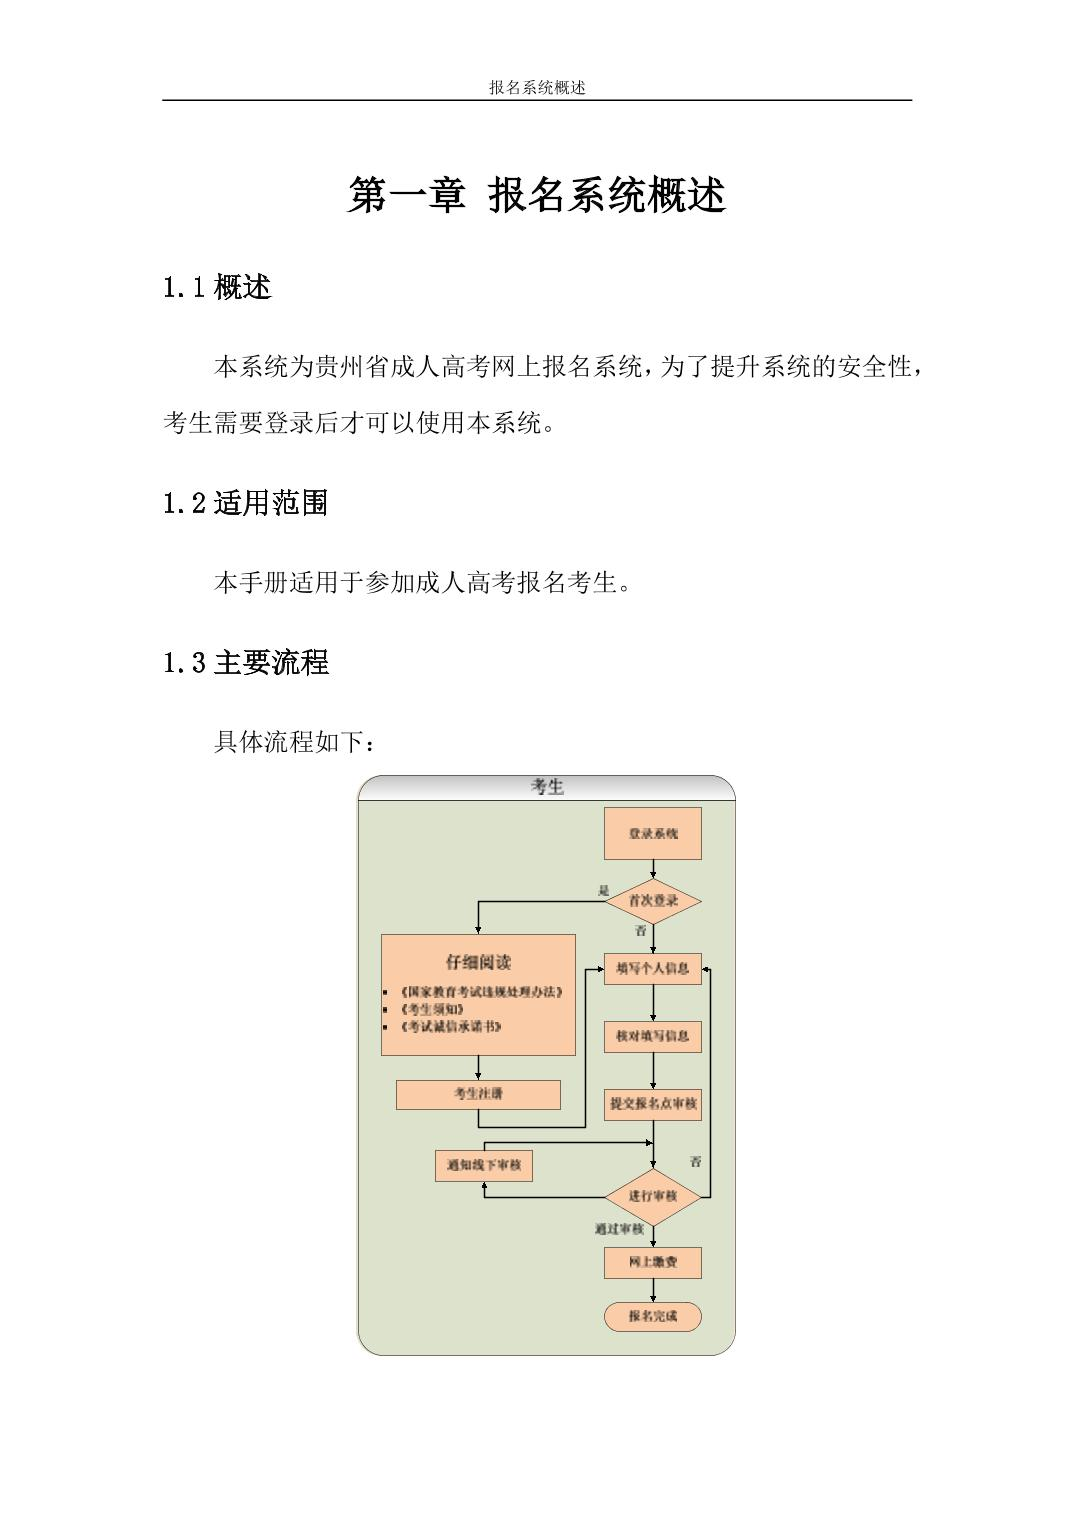 报名系统概述
第一章 报名系统概述
1.1 概述
本系统为贵州省成人高考网上报名系统，为了提升系统的安全性，
考生需要登录后才可以使用本系统。
1.2 适用范围
本手册适用于参加成人高考报名考生。
1.3 主要流程
具体流程如下：
考生
登录系统
是
首次登录
否
仔细阅读
▪ 《国家教育考试违规处理办法》
▪ 《考生须知》
▪ 《考试诚信承诺书》
填写个人信息
核对填写信息
考生注册
提交报名点审核
通知线下审核
否
进行审核
通过审核
网上缴费
报名完成